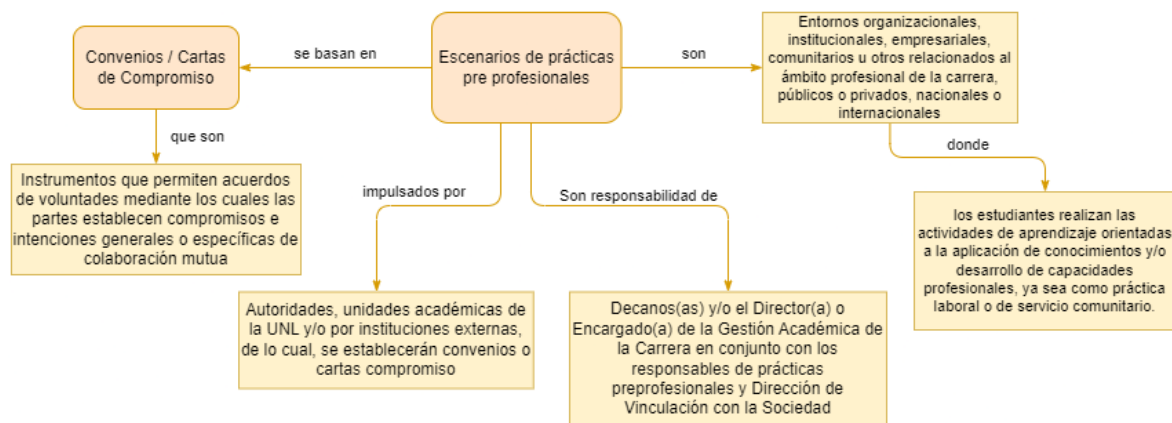 Convenios / Cartas
de Compromiso
se basan en
Escenarios de prácticas
pre profesionales
son
Entornos organizacionales,
institucionales, empresariales,
comunitarios u otros relacionados al
ámbito profesional de la carrera,
públicos o privados, nacionales o
internacionales
que son
donde
Instrumentos que permiten acuerdos
de voluntades mediante los cuales las
partes establecen compromisos e
intenciones generales o específicas de
colaboración mutua
impulsados por
Son responsabilidad de
los estudiantes realizan las
actividades de aprendizaje orientadas
a la aplicación de conocimientos y/o
desarrollo de capacidades
profesionales, ya sea como práctica
laboral o de servicio comunitario.
Autoridades, unidades académicas de
la UNL y/o por instituciones externas,
de lo cual, se establecerán convenios o
cartas compromiso
Decanos(as) y/o el Director(a) o
Encargado(a) de la Gestión Académica de
la Carrera en conjunto con los
responsables de prácticas
preprofesionales y Dirección de
Vinculación con la Sociedad